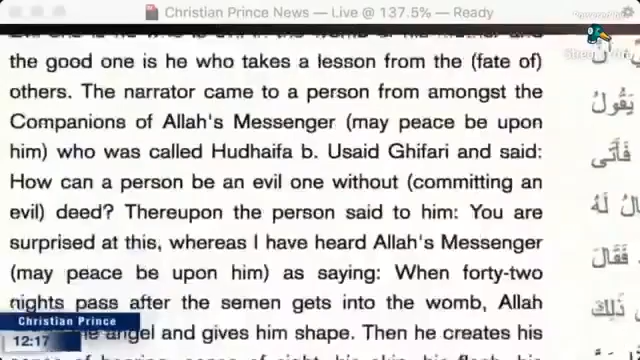 Christian Prince News — Live @ 137.5% — Ready
the good one is he who takes a lesson from the (fate of)
others. The narrator came to a person from amongst the
Companions of Allah's Messenger (may peace be upon
him) who was called Hudhaifa b. Usaid Ghifari and said:
How can a person be an evil one without (committing an
evil) deed? Thereupon the person said to him: You are
surprised at this, whereas I have heard Allah's Messenger
(may peace be upon him) as saying: When forty-two
nights pass after the semen gets into the womb, Allah
angel and gives him shape. Then he creates his
يَقُولُ
فَأَتَى
لَهُ
فَقَالَ
ذَلِكَ
Christian Prince
12:17